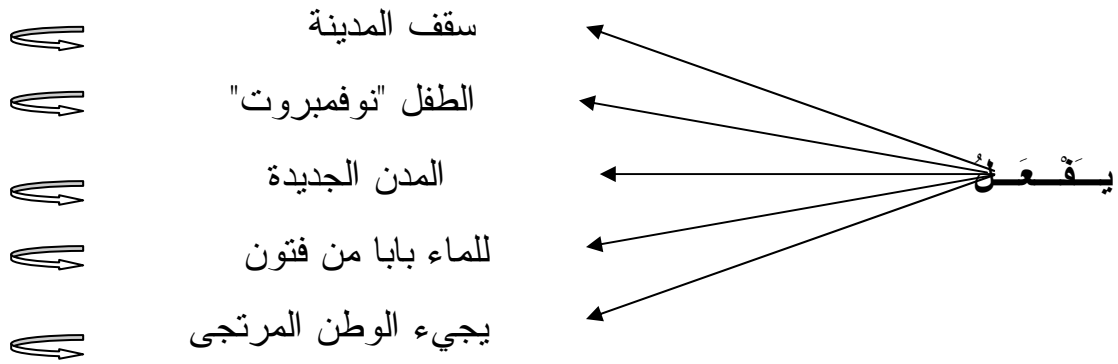 سقف المدينة
الطفل "نوفمبروت"
المدن الجديدة
يَفْعَلُ
للماء بابا من فتون
يجيء الوطن المرتجى